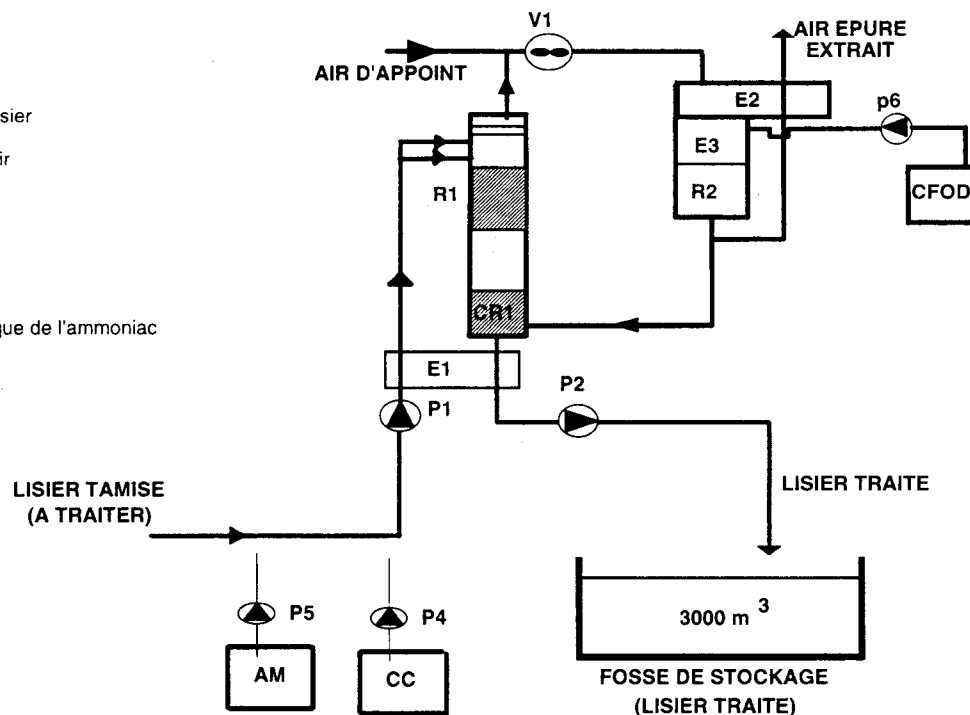 V1
AIR EPURE
EXTRAIT
AIR D'APPOINT
E2
p6
sier
E3
ir
R1
R2
CFOD
CR1
que de l'ammoniac
E1
P2
P1
LISIER TAMISE
(A TRAITER)
LISIER TRAITE
P5
P4
3000 m 3
AM
CC
FOSSE DE STOCKAGE
(LISIER TRAITE)